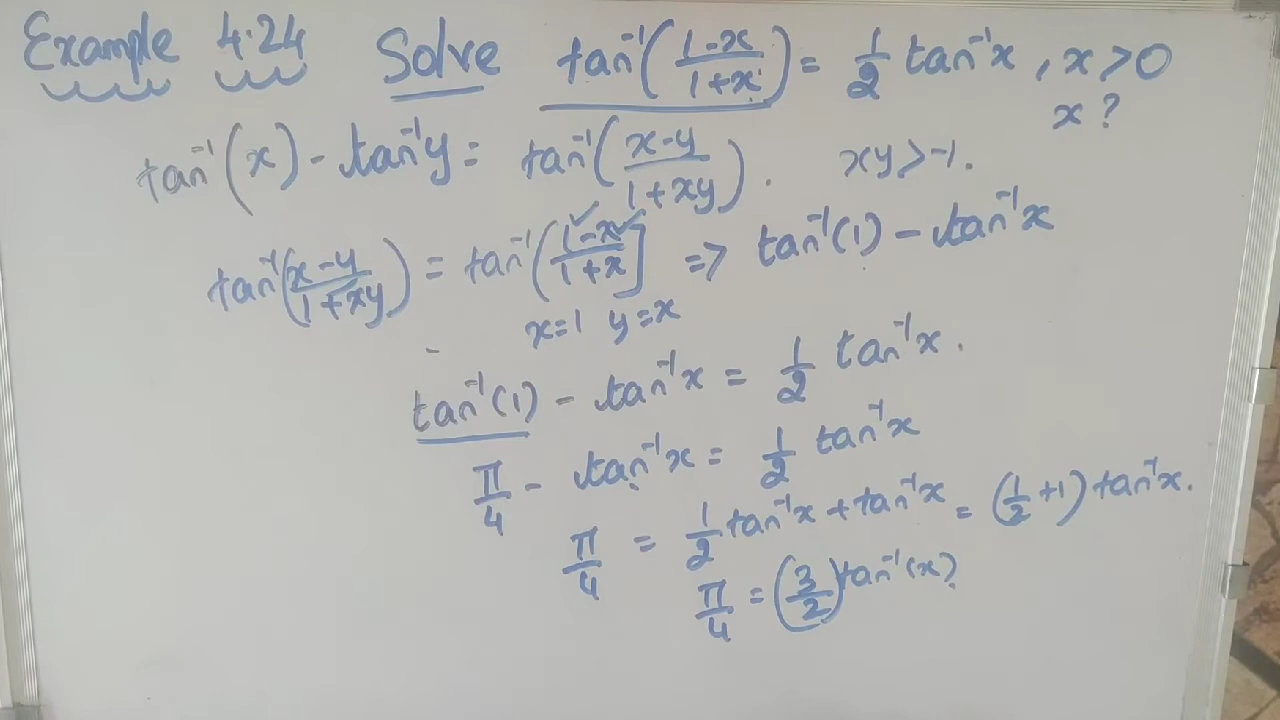 Example 4.24 Solve tan⁻¹((1-x)/(1+x)) = 1/2 tan⁻¹x, x>0
x?
tan⁻¹(x) - tan⁻¹y = tan⁻¹((x-y)/(1+xy)). xy>-1.
tan⁻¹((x-y)/(1+xy)) = tan⁻¹((1-x)/(1+x)] => tan⁻¹(1) - tan⁻¹x
x=1 y=x
tan⁻¹(1) - tan⁻¹x = 1/2 tan⁻¹x.
π/4 - tan⁻¹x = 1/2 tan⁻¹x
π/4 = 1/2 tan⁻¹x + tan⁻¹x = (1/2 +1) tan⁻¹x.
π/4 = (3/2) tan⁻¹(x)